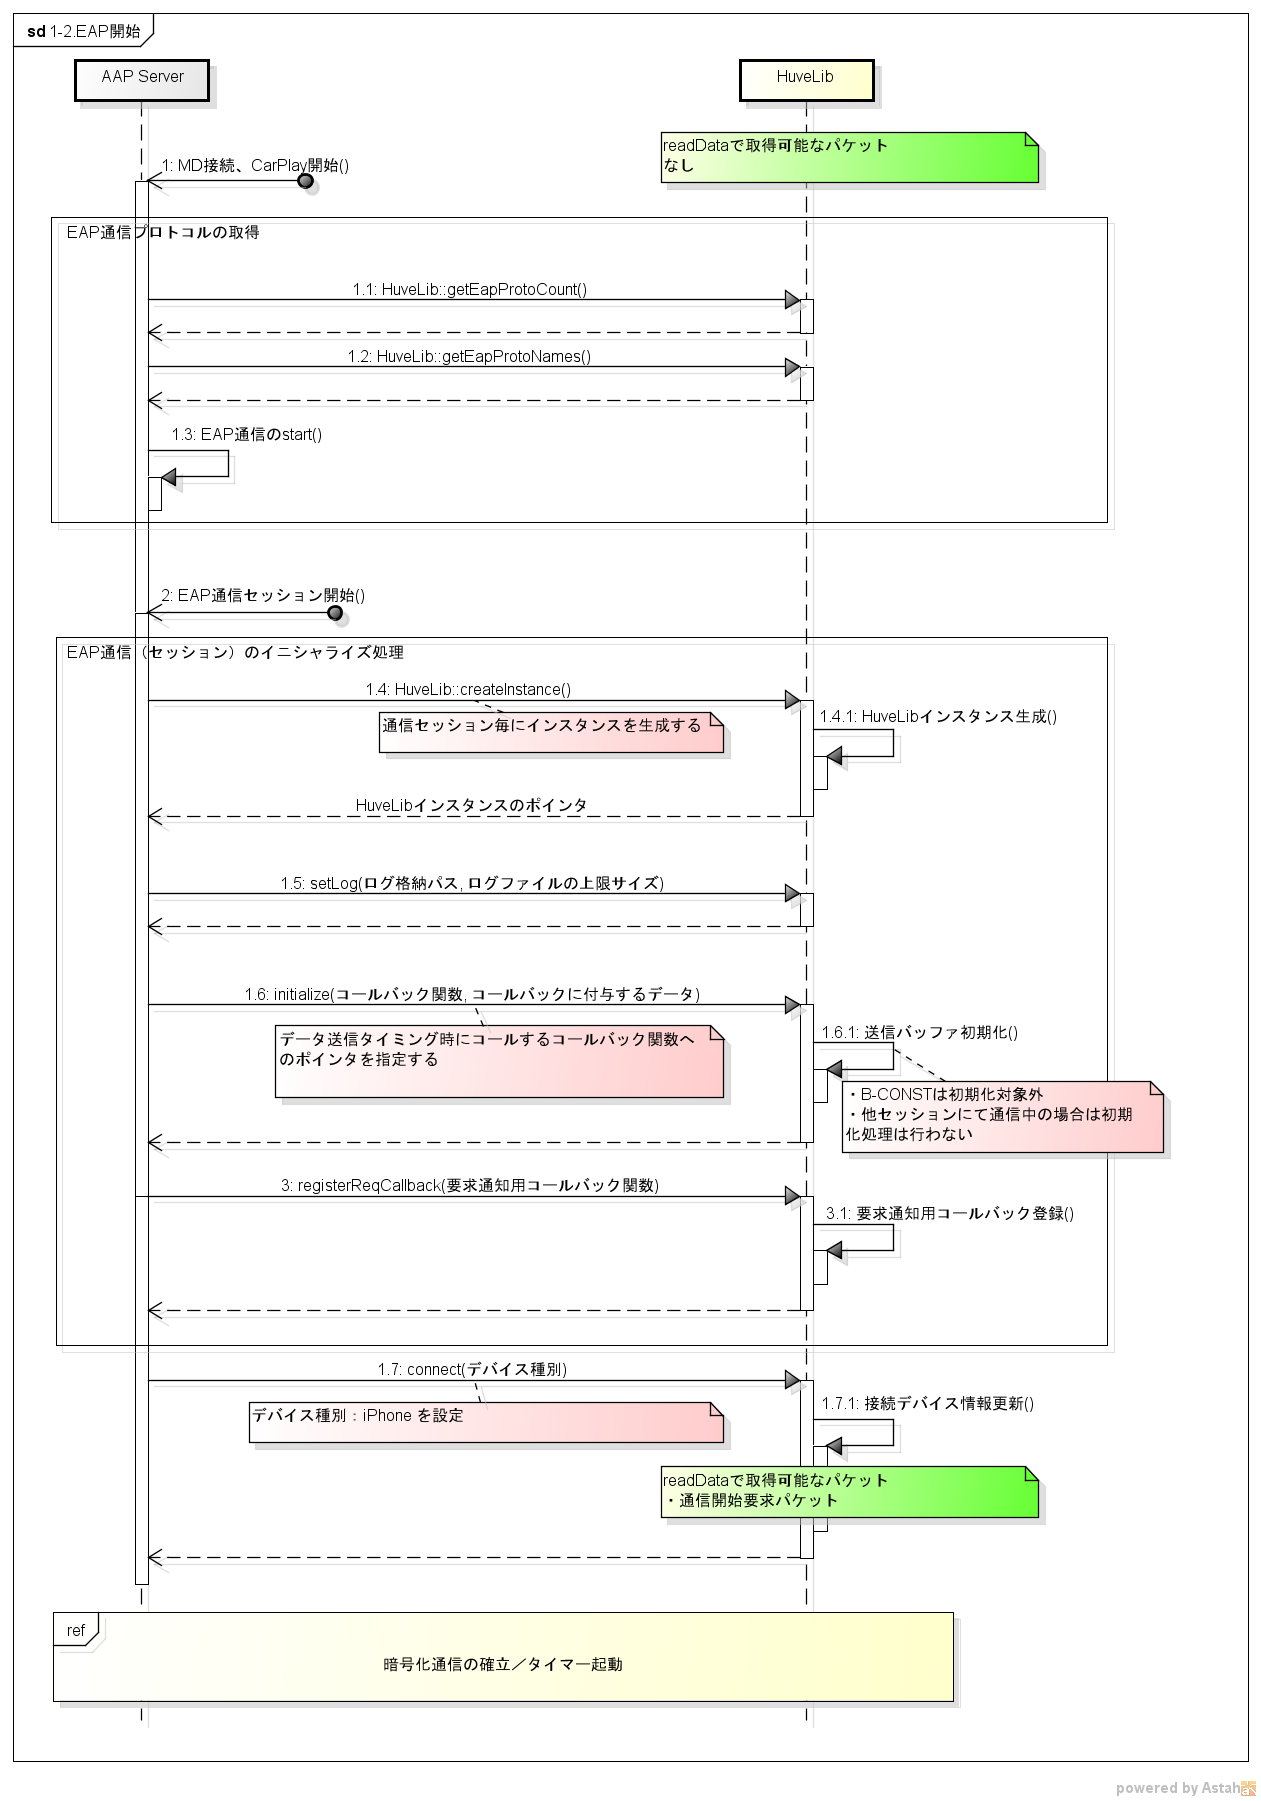 sd 1-2.EAP開始
AAP Server
HuveLib
readDataで取得可能なパケット
なし
1: MD接続、CarPlay開始()
EAP通信プロトコルの取得
1.1: HuveLib::getEapProtoCount()
1.2: HuveLib::getEapProtoNames()
1.3: EAP通信のstart()
2: EAP通信セッション開始()
EAP通信（セッション）のイニシャライズ処理
1.4: HuveLib::createInstance()
通信セッション毎にインスタンスを生成する
1.4.1: HuveLibインスタンス生成()
HuveLibインスタンスのポインタ
1.5: setLog(ログ格納パス, ログファイルの上限サイズ)
1.6: initialize(コールバック関数, コールバックに付与するデータ)
データ送信タイミング時にコールするコールバック関数へ
のポインタを指定する
1.6.1: 送信バッファ初期化()
・B-CONSTは初期化対象外
・他セッションにて通信中の場合は初期
化処理は行わない
3: registerReqCallback(要求通知用コールバック関数)
3.1: 要求通知用コールバック登録()
1.7: connect(デバイス種別)
デバイス種別：iPhone を設定
1.7.1: 接続デバイス情報更新()
readDataで取得可能なパケット
・通信開始要求パケット
ref
暗号化通信の確立／タイマー起動
powered by Astah